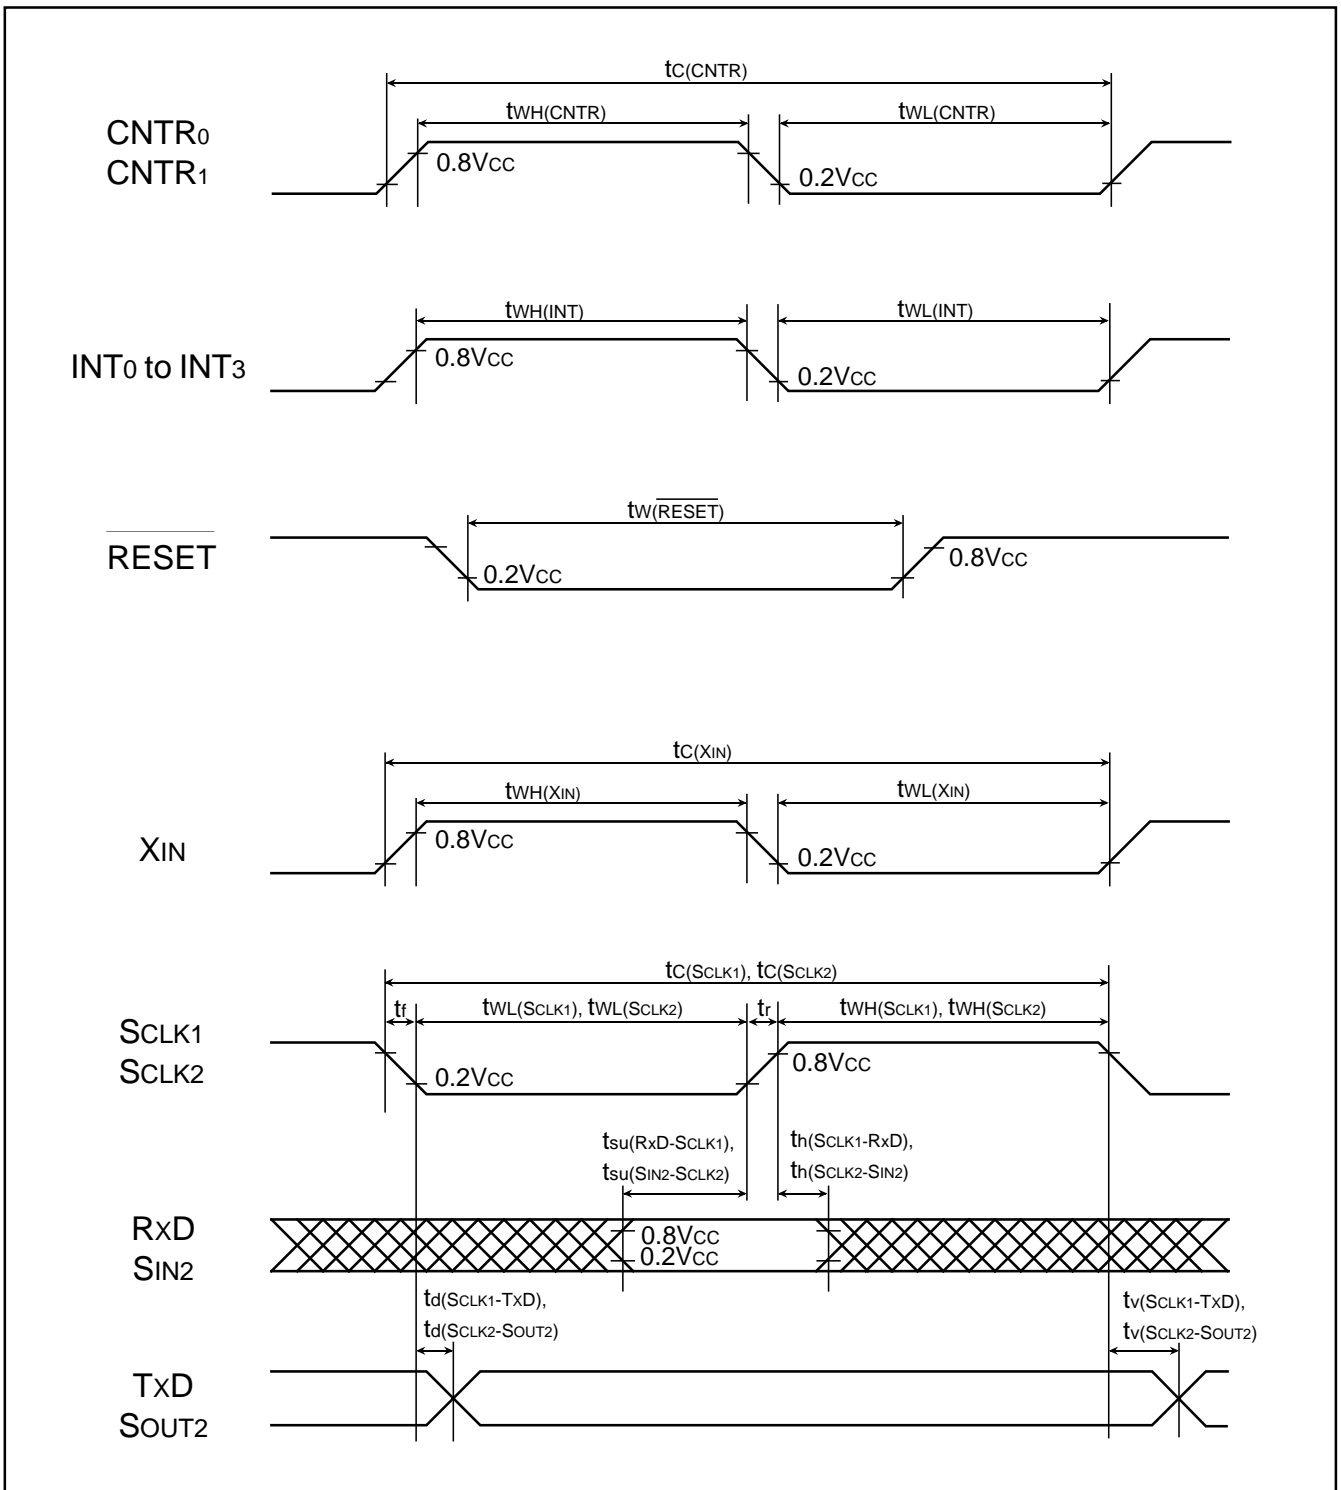 tC(CNTR)
tWH(CNTR) tWL(CNTR)
CNTR0
CNTR1
0.8VCC
0.2VCC
tWH(INT) tWL(INT)
INT0 to INT3
0.8VCC
0.2VCC
tW(RESET)
RESET
0.2VCC
0.8VCC
tC(XIN)
tWH(XIN) tWL(XIN)
XIN
0.8VCC
0.2VCC
tC(SCLK1), tC(SCLK2)
tf tWL(SCLK1), tWL(SCLK2) tr tWH(SCLK1), tWH(SCLK2)
SCLK1
SCLK2
0.2VCC
0.8VCC
tsu(RxD-SCLK1),
tsu(SIN2-SCLK2)
th(SCLK1-RxD),
th(SCLK2-SIN2)
RXD
SIN2
0.8VCC
0.2VCC
td(SCLK1-TXD),
td(SCLK2-SOUT2)
tv(SCLK1-TXD),
tv(SCLK2-SOUT2)
TXD
SOUT2